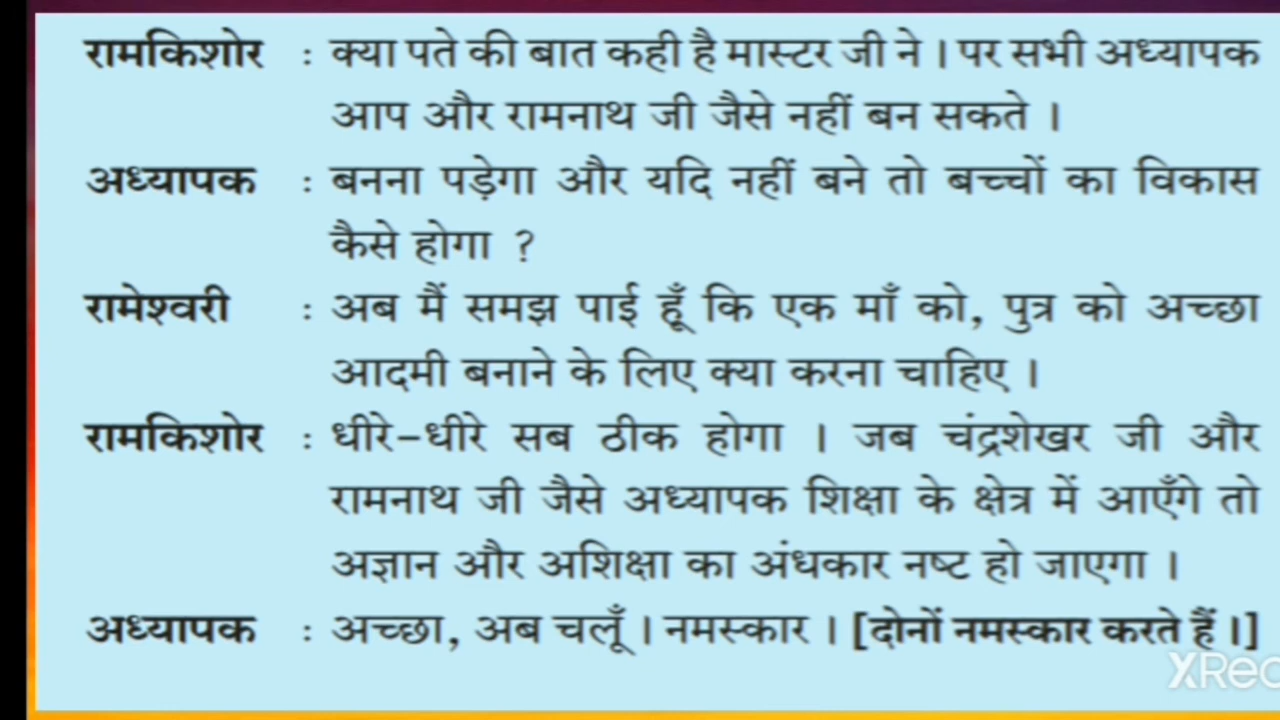 रामकिशोर : क्या पते की बात कही है मास्टर जी ने । पर सभी अध्यापक
आप और रामनाथ जी जैसे नहीं बन सकते ।
अध्यापक : बनना पड़ेगा और यदि नहीं बने तो बच्चों का विकास
कैसे होगा ?
रामेश्वरी : अब मैं समझ पाई हूँ कि एक माँ को, पुत्र को अच्छा
आदमी बनाने के लिए क्या करना चाहिए ।
रामकिशोर : धीरे-धीरे सब ठीक होगा । जब चंद्रशेखर जी और
रामनाथ जी जैसे अध्यापक शिक्षा के क्षेत्र में आएँगे तो
अज्ञान और अशिक्षा का अंधकार नष्ट हो जाएगा ।
अध्यापक : अच्छा, अब चलूँ । नमस्कार । [दोनों नमस्कार करते हैं ।]